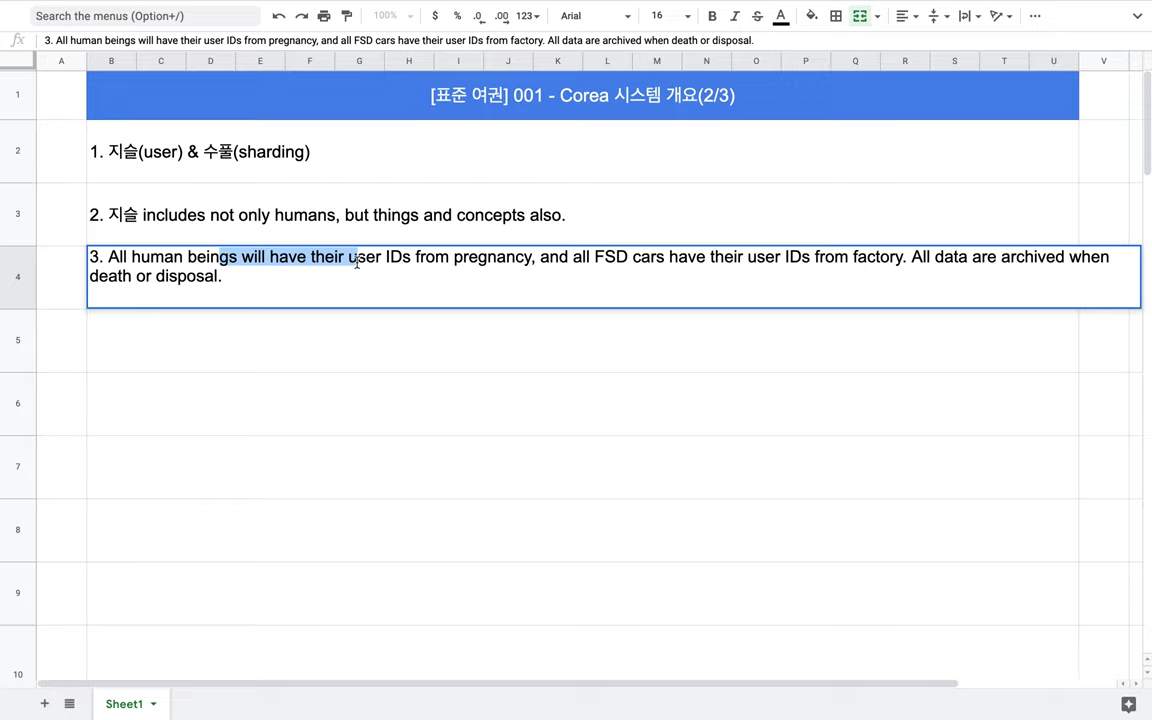 Search the menus (Option+/)
100%
$
%
.0
.00
123
Arial
16
B
I
S
A
fx
3. All human beings will have their user IDs from pregnancy, and all FSD cars have their user IDs from factory. All data are archived when death or disposal.
A B C D E F G H I J K L M N O P Q R S T U V
1
[표준 여권] 001 - Corea 시스템 개요(2/3)
2
1. 지슬(user) & 수풀(sharding)
3
2. 지슬 includes not only humans, but things and concepts also.
4
3. All human beings will have their user IDs from pregnancy, and all FSD cars have their user IDs from factory. All data are archived when
death or disposal.
5
6
7
8
9
10
Sheet1